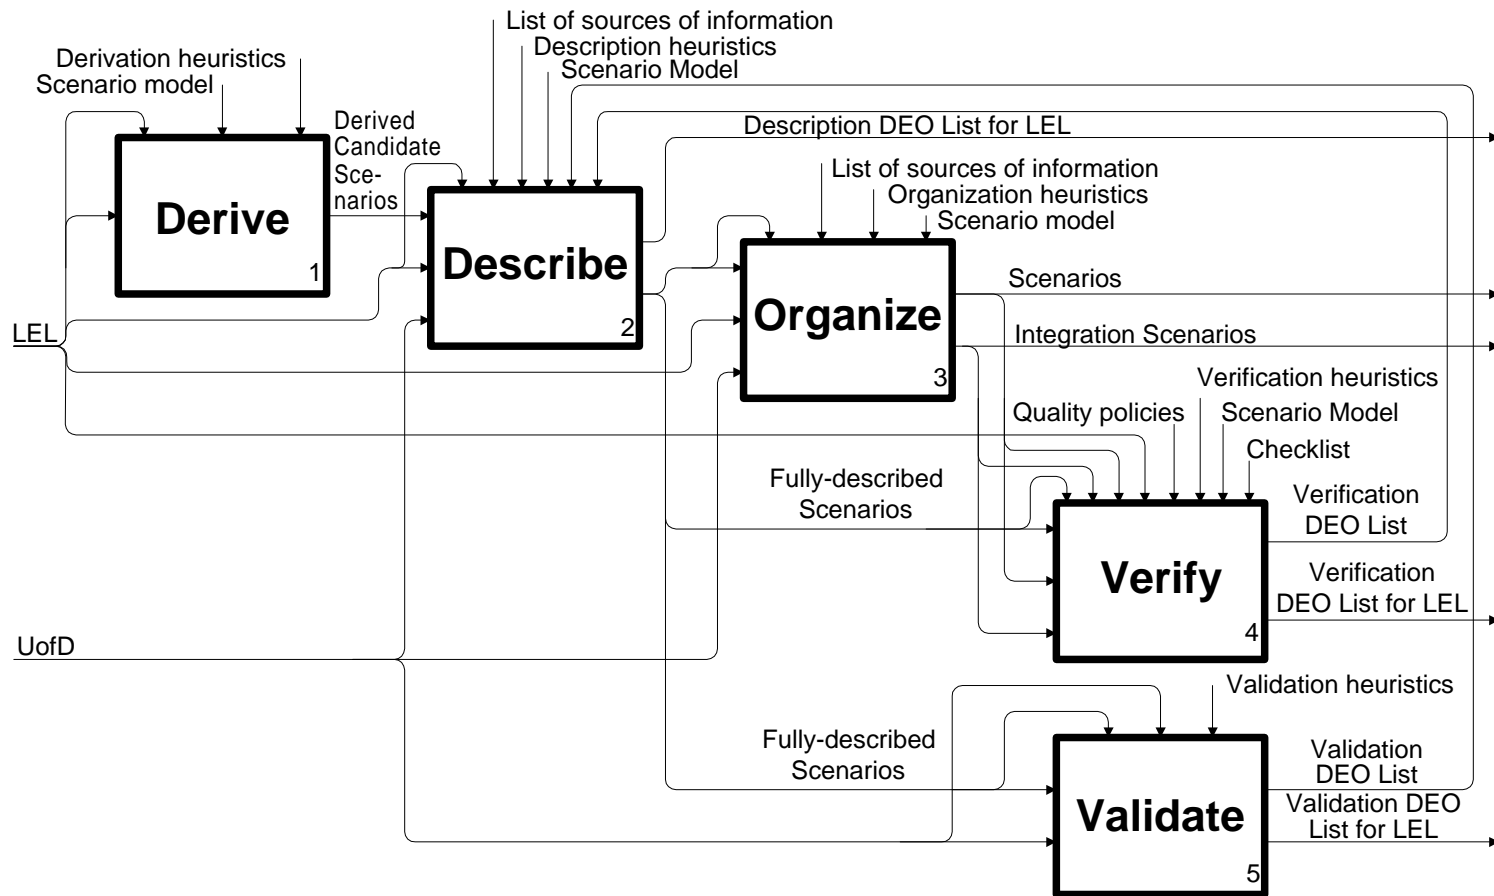 List of sources of information
Description heuristics
Scenario Model
Derivation heuristics
Scenario model
Derived
Candidate
Sce-
narios
Description DEO List for LEL
List of sources of information
Organization heuristics
Scenario model
Derive
1
Describe
2
Organize
3
Scenarios
Integration Scenarios
LEL
Verification heuristics
Quality policies
Scenario Model
Checklist
Fully-described
Scenarios
Verification
DEO List
Verify
4
Verification
DEO List for LEL
UofD
Validation heuristics
Fully-described
Scenarios
Validate
5
Validation
DEO List
Validation DEO
List for LEL